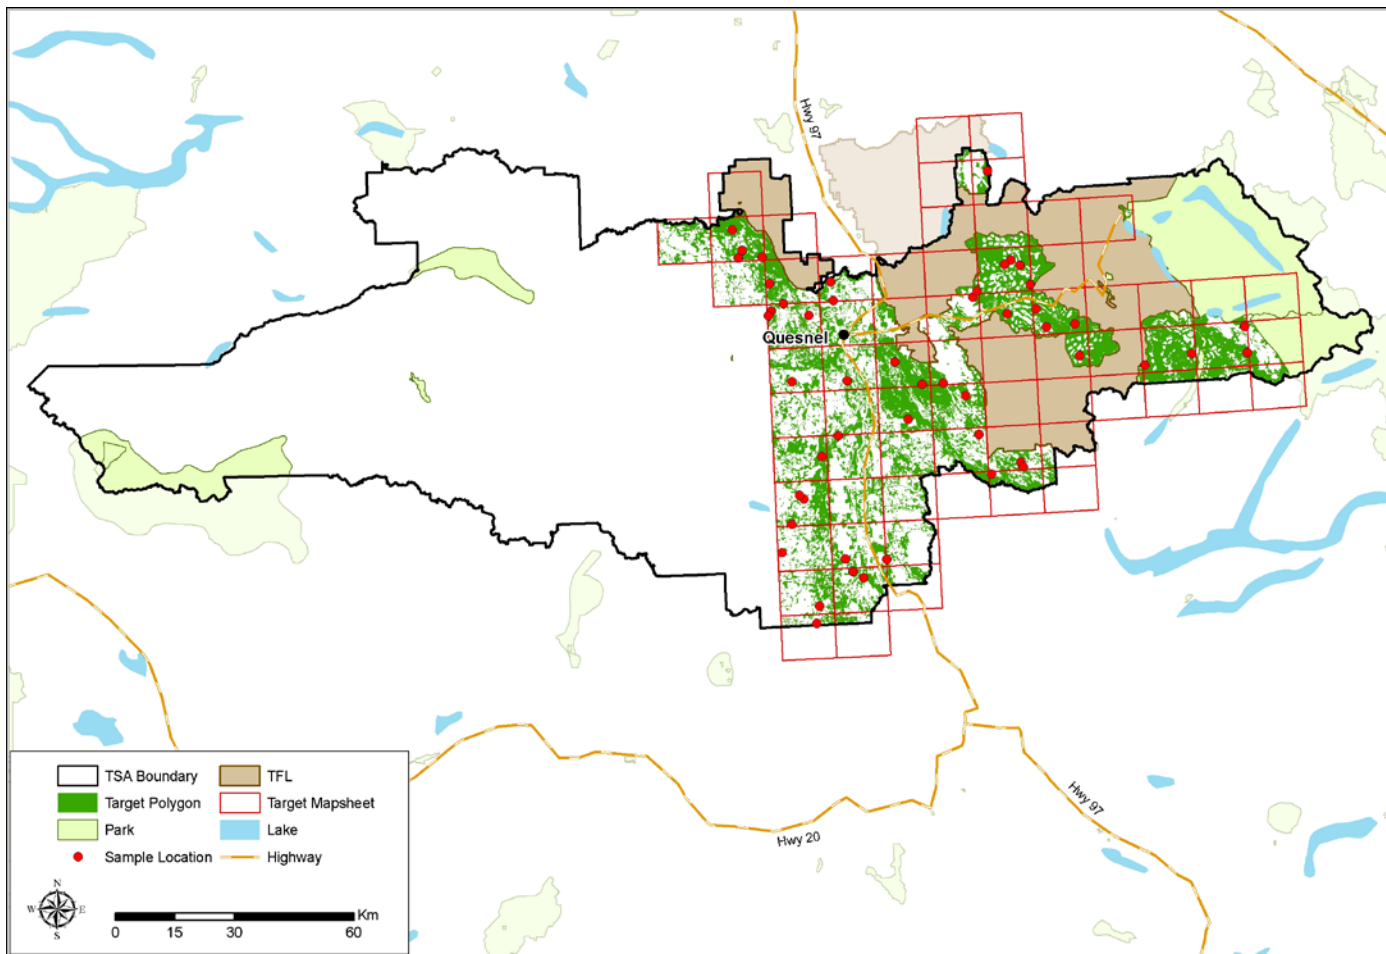 Hwy 97
Quesnel
TSA Boundary
TFL
Target Polygon
Target Mapsheet
Park
Lake
Sample Location
Highway
N
W
E
S
Km
0
15
30
60
Hwy 20
Hwy 97